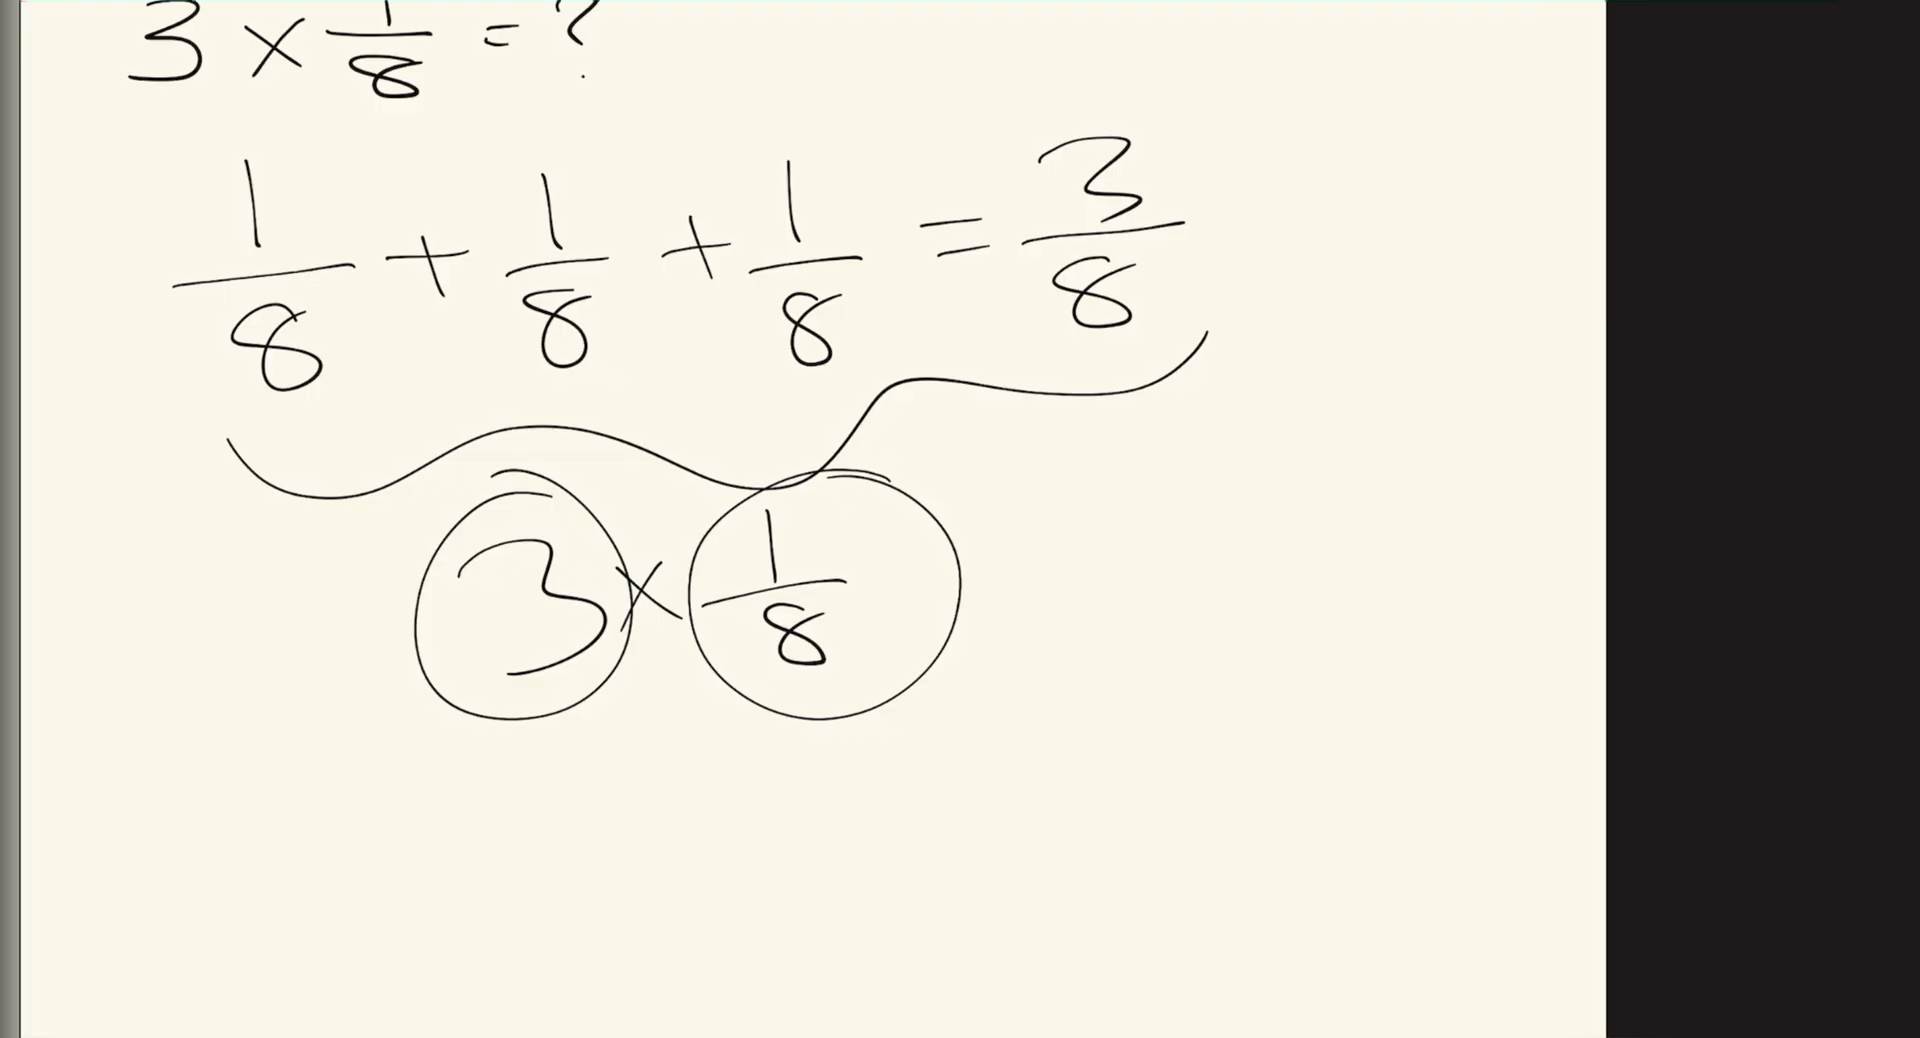 3 × 1/8 = ?
1/8 + 1/8 + 1/8 = 3/8
3 × 1/8